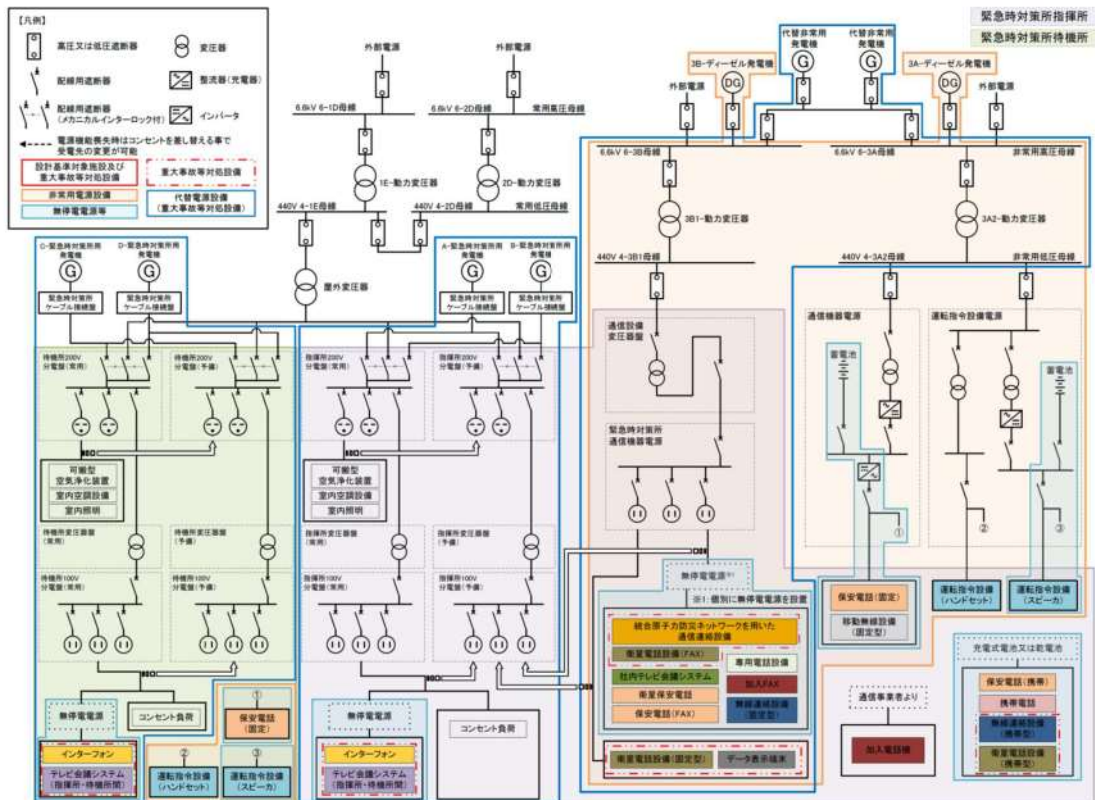 【凡例】
高圧又は低圧遮断器
変圧器
配線用遮断器
整流器(充電器)
配線用遮断器
(メカニカルインターロック付)
インバータ
電源機能喪失時はコンセントを差し替える事で
受電先の変更が可能
設計基準対象施設及び
重大事故等対処設備
重大事故等対処設備
非常用電源設備
代替電源設備
(重大事故等対処設備)
無停電電源等
緊急時対策所指揮所
緊急時対策所待機所
外部電源
外部電源
代替非常用
発電機
G
代替非常用
発電機
G
3B-ディーゼル発電機
DG
3A-ディーゼル発電機
DG
外部電源
外部電源
6.6kV 6-1D母線
6.6kV 6-2D母線
常用高圧母線
6.6kV 6-3B母線
6.6kV 6-3A母線
非常用高圧母線
1E-動力変圧器
2D-動力変圧器
3B1-動力変圧器
3A2-動力変圧器
440V 4-1E母線
440V 4-2D母線
常用低圧母線
440V 4-3B1母線
440V 4-3A2母線
非常用低圧母線
C-緊急時対策所用
発電機
G
D-緊急時対策所用
発電機
G
A-緊急時対策所用
発電機
G
B-緊急時対策所用
発電機
G
緊急時対策所
ケーブル接続盤
緊急時対策所
ケーブル接続盤
緊急時対策所
ケーブル接続盤
緊急時対策所
ケーブル接続盤
屋外変圧器
待機所200V
分電盤(常用)
待機所200V
分電盤(予備)
指揮所200V
分電盤(常用)
指揮所200V
分電盤(予備)
通信設備
変圧器盤
通信機器電源
運転指令設備電源
蓄電池
蓄電池
緊急時対策所
通信機器電源
可搬型
空気浄化装置
室内空調設備
室内照明
可搬型
空気浄化装置
室内空調設備
室内照明
待機所変圧器盤
(常用)
待機所変圧器盤
(予備)
指揮所変圧器盤
(常用)
指揮所変圧器盤
(予備)
待機所100V
分電盤(常用)
待機所100V
分電盤(予備)
指揮所100V
分電盤(常用)
指揮所100V
分電盤(予備)
①
②
③
無停電電源※1
※1:個別に無停電電源を設置
統合原子力防災ネットワークを用いた
通信連絡設備
衛星電話設備(FAX)
専用電話設備
社内テレビ会議システム
加入FAX
衛星保安電話
無線連絡設備
(固定型)
保安電話(FAX)
衛星電話設備(固定型)
データ表示端末
保安電話(固定)
移動無線設備
(固定型)
運転指令設備
(ハンドセット)
運転指令設備
(スピーカ)
通信事業者より
加入電話機
充電式電池又は乾電池
保安電話(携帯)
携帯電話
無線連絡設備
(携帯型)
衛星電話設備
(携帯型)
無停電電源
コンセント負荷
インターフォン
テレビ会議システム
(指揮所・待機所間)
①
保安電話
(固定)
②
運転指令設備
(ハンドセット)
③
運転指令設備
(スピーカ)
無停電電源
コンセント負荷
インターフォン
テレビ会議システム
(指揮所・待機所間)